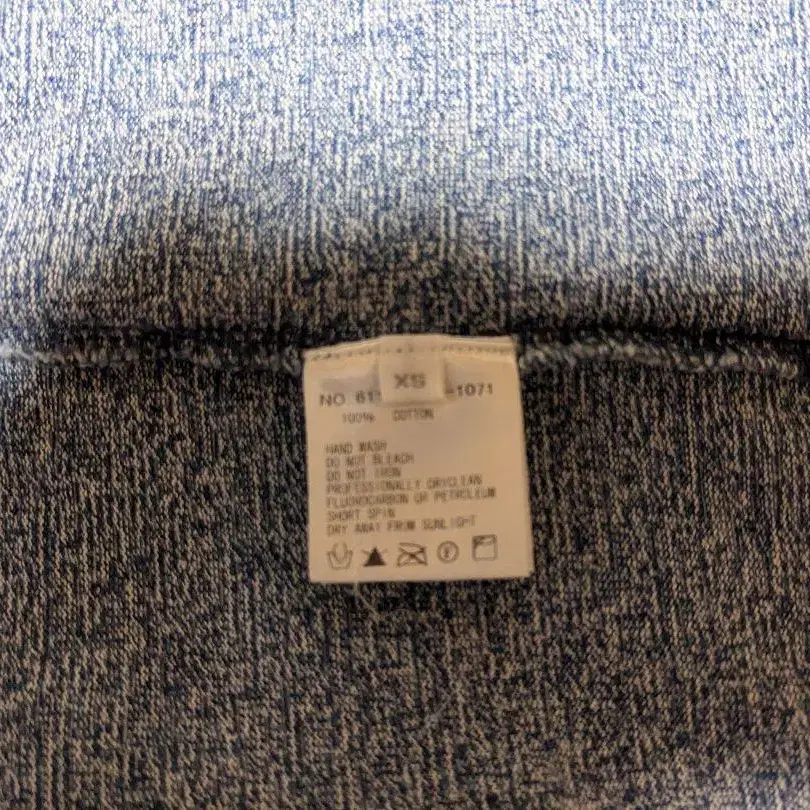 XS
NO 61 -1071
100% COTTON
HAND WASH
DO NOT BLEACH
DO NOT IRON
PROFESSIONALLY DRYCLEAN
FLUOROCARBON OR PETROLEUM
SHORT SPIN
DRY AWAY FROM SUNLIGHT
F